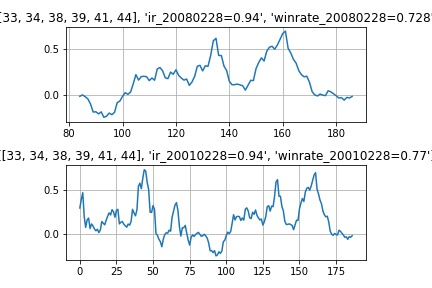 [33, 34, 38, 39, 41, 44], 'ir_20080228=0.94', 'winrate_20080228=0.728'
0.5
0.0
80 100 120 140 160 180
[[33, 34, 38, 39, 41, 44], 'ir_20010228=0.94', 'winrate_20010228=0.77']
0.5
0.0
0 25 50 75 100 125 150 175